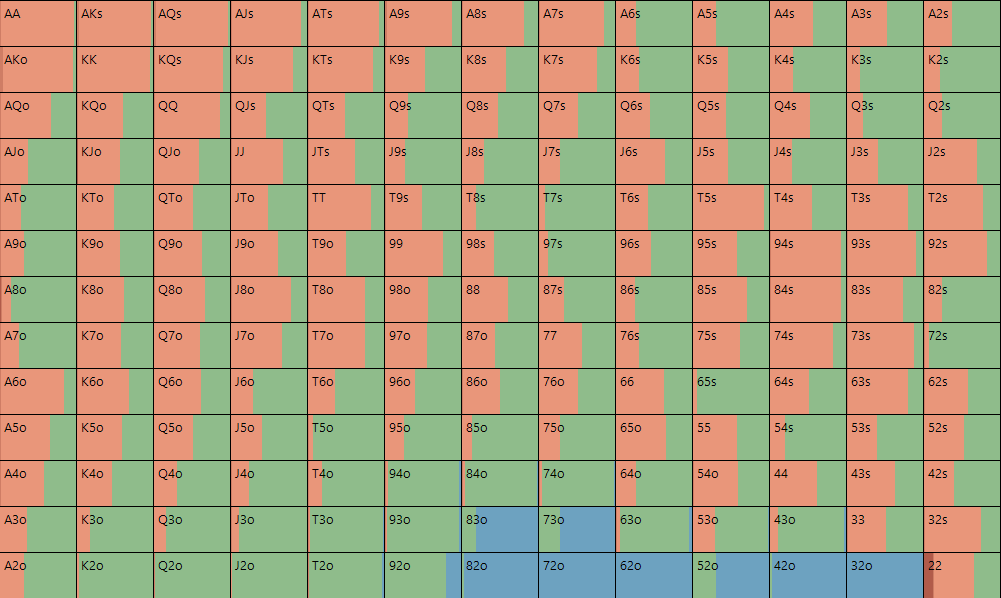 AA AKs AQs AJs ATs A9s A8s A7s A6s A5s A4s A3s A2s
AKo KK KQs KJs KTs K9s K8s K7s K6s K5s K4s K3s K2s
AQo KQo QQ QJs QTs Q9s Q8s Q7s Q6s Q5s Q4s Q3s Q2s
AJo KJo QJo JJ JTs J9s J8s J7s J6s J5s J4s J3s J2s
ATo KTo QTo JTo TT T9s T8s T7s T6s T5s T4s T3s T2s
A9o K9o Q9o J9o T9o 99 98s 97s 96s 95s 94s 93s 92s
A8o K8o Q8o J8o T8o 98o 88 87s 86s 85s 84s 83s 82s
A7o K7o Q7o J7o T7o 97o 87o 77 76s 75s 74s 73s 72s
A6o K6o Q6o J6o T6o 96o 86o 76o 66 65s 64s 63s 62s
A5o K5o Q5o J5o T5o 95o 85o 75o 65o 55 54s 53s 52s
A4o K4o Q4o J4o T4o 94o 84o 74o 64o 54o 44 43s 42s
A3o K3o Q3o J3o T3o 93o 83o 73o 63o 53o 43o 33 32s
A2o K2o Q2o J2o T2o 92o 82o 72o 62o 52o 42o 32o 22